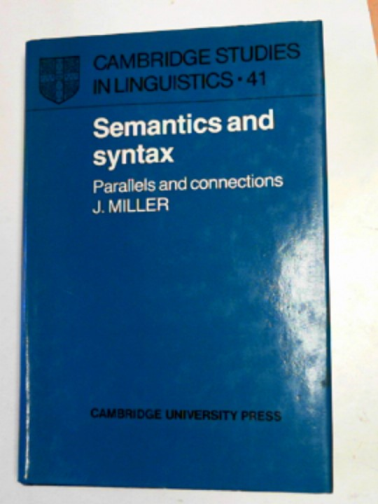 CAMBRIDGE STUDIES
IN LINGUISTICS • 41
Semantics and
syntax
Parallels and connections
J. MILLER
CAMBRIDGE UNIVERSITY PRESS